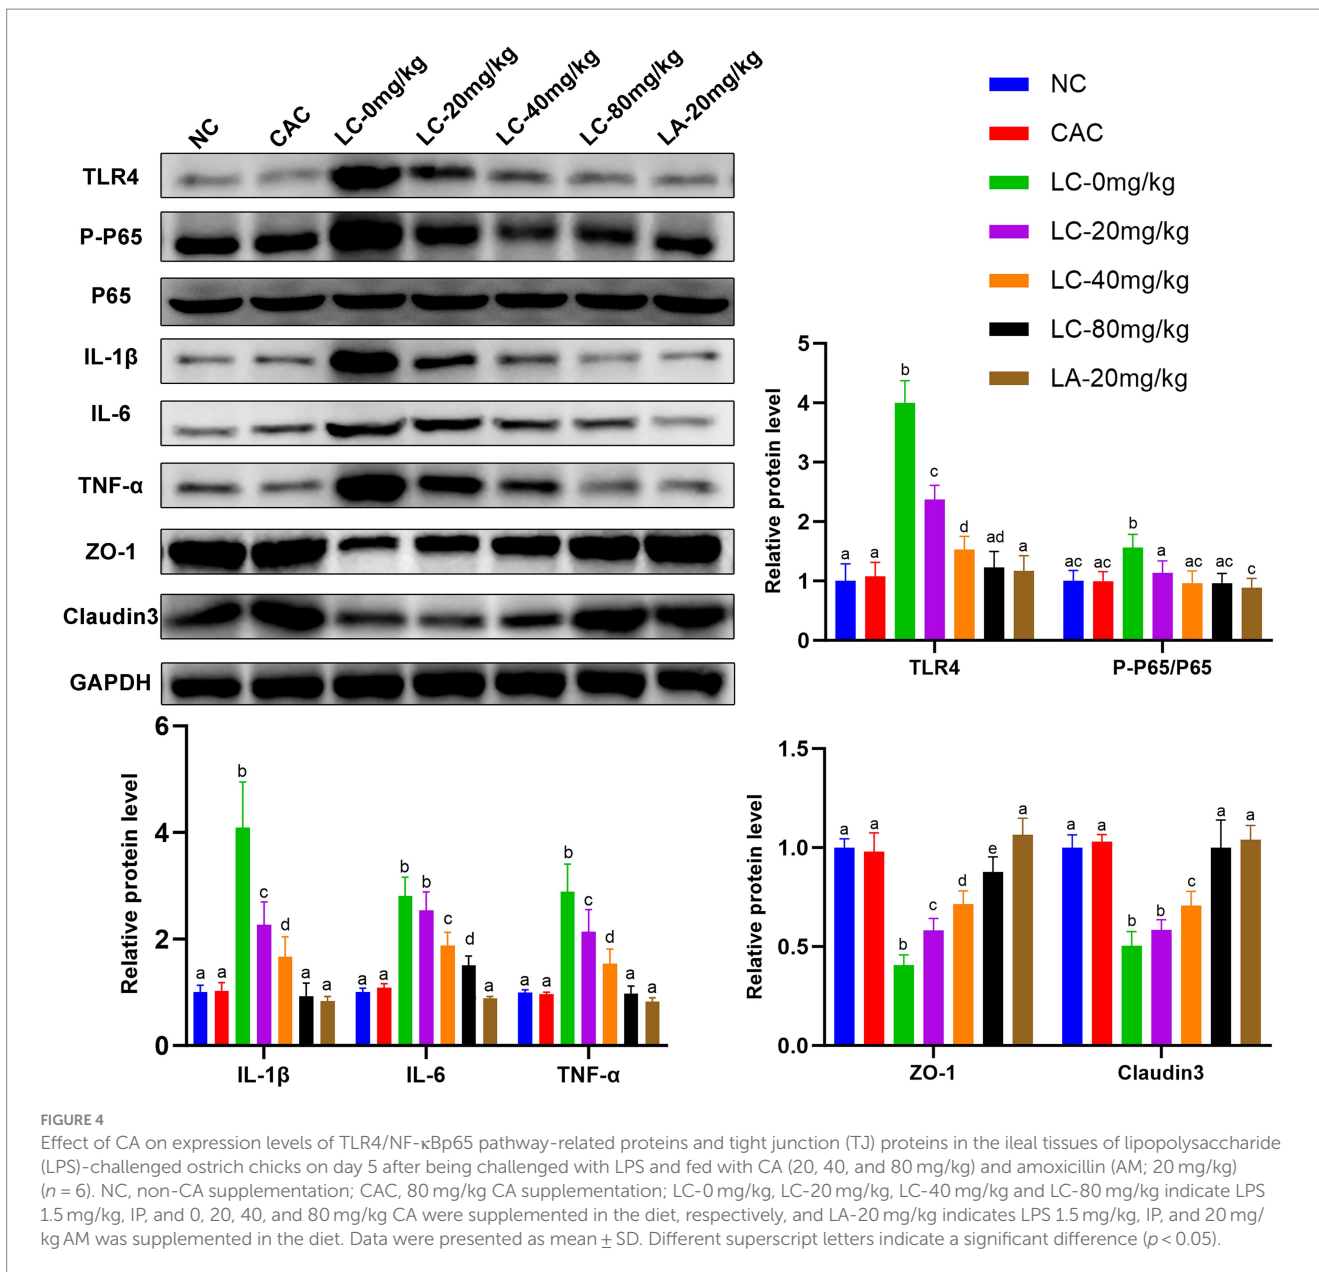 NC CAC LC-0mg/kg LC-20mg/kg LC-40mg/kg LC-80mg/kg LA-20mg/kg
TLR4
P-P65
P65
IL-1β
IL-6
TNF-α
ZO-1
Claudin3
GAPDH
NC
CAC
LC-0mg/kg
LC-20mg/kg
LC-40mg/kg
LC-80mg/kg
LA-20mg/kg
Relative protein level
5
4
3
2
1
0
a a b c d ad a
ac ac b a ac ac c
TLR4 P-P65/P65
Relative protein level
6
4
2
0
a a b c d a a
a a b b c d a
a a b c d a a
IL-1β IL-6 TNF-α
Relative protein level
1.5
1.0
0.5
0.0
a a b c d e a
a a b b c a a
ZO-1 Claudin3
FIGURE 4
Effect of CA on expression levels of TLR4/NF-κBp65 pathway-related proteins and tight junction (TJ) proteins in the ileal tissues of lipopolysaccharide
(LPS)-challenged ostrich chicks on day 5 after being challenged with LPS and fed with CA (20, 40, and 80 mg/kg) and amoxicillin (AM; 20 mg/kg)
(n = 6). NC, non-CA supplementation; CAC, 80 mg/kg CA supplementation; LC-0 mg/kg, LC-20 mg/kg, LC-40 mg/kg and LC-80 mg/kg indicate LPS
1.5 mg/kg, IP, and 0, 20, 40, and 80 mg/kg CA were supplemented in the diet, respectively, and LA-20 mg/kg indicates LPS 1.5 mg/kg, IP, and 20 mg/
kg AM was supplemented in the diet. Data were presented as mean ± SD. Different superscript letters indicate a significant difference (p < 0.05).